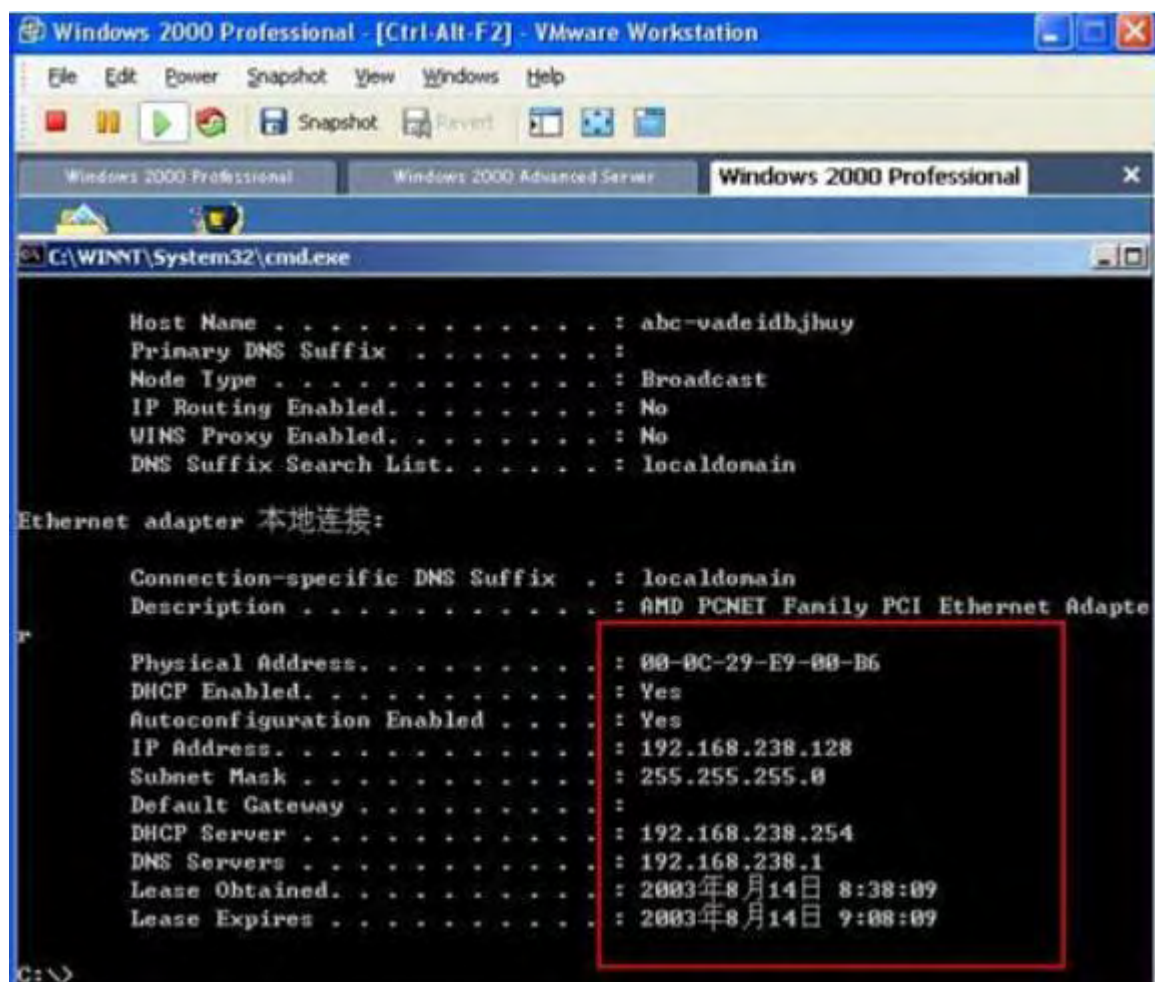 Windows 2000 Professional - [Ctrl-Alt-F2] - VMware Workstation
File Edit Power Snapshot View Windows Help
Snapshot Revert
Windows 2000 Professional Windows 2000 Advanced Server Windows 2000 Professional
C:\WINNT\System32\cmd.exe
Host Name . . . . . . . . . . . . : abc-vadeidbjhuy
Primary DNS Suffix . . . . . . . :
Node Type . . . . . . . . . . . . : Broadcast
IP Routing Enabled. . . . . . . . : No
WINS Proxy Enabled. . . . . . . . : No
DNS Suffix Search List. . . . . . : localdomain
Ethernet adapter 本地连接:
Connection-specific DNS Suffix . : localdomain
Description . . . . . . . . . . . : AMD PCNET Family PCI Ethernet Adapte
r
Physical Address. . . . . . . . . : 00-0C-29-E9-00-B6
DHCP Enabled. . . . . . . . . . . : Yes
Autoconfiguration Enabled . . . . : Yes
IP Address. . . . . . . . . . . . : 192.168.238.128
Subnet Mask . . . . . . . . . . . : 255.255.255.0
Default Gateway . . . . . . . . . :
DHCP Server . . . . . . . . . . . : 192.168.238.254
DNS Servers . . . . . . . . . . . : 192.168.238.1
Lease Obtained. . . . . . . . . . : 2003年8月14日 8:38:09
Lease Expires . . . . . . . . . . : 2003年8月14日 9:08:09
C:\>